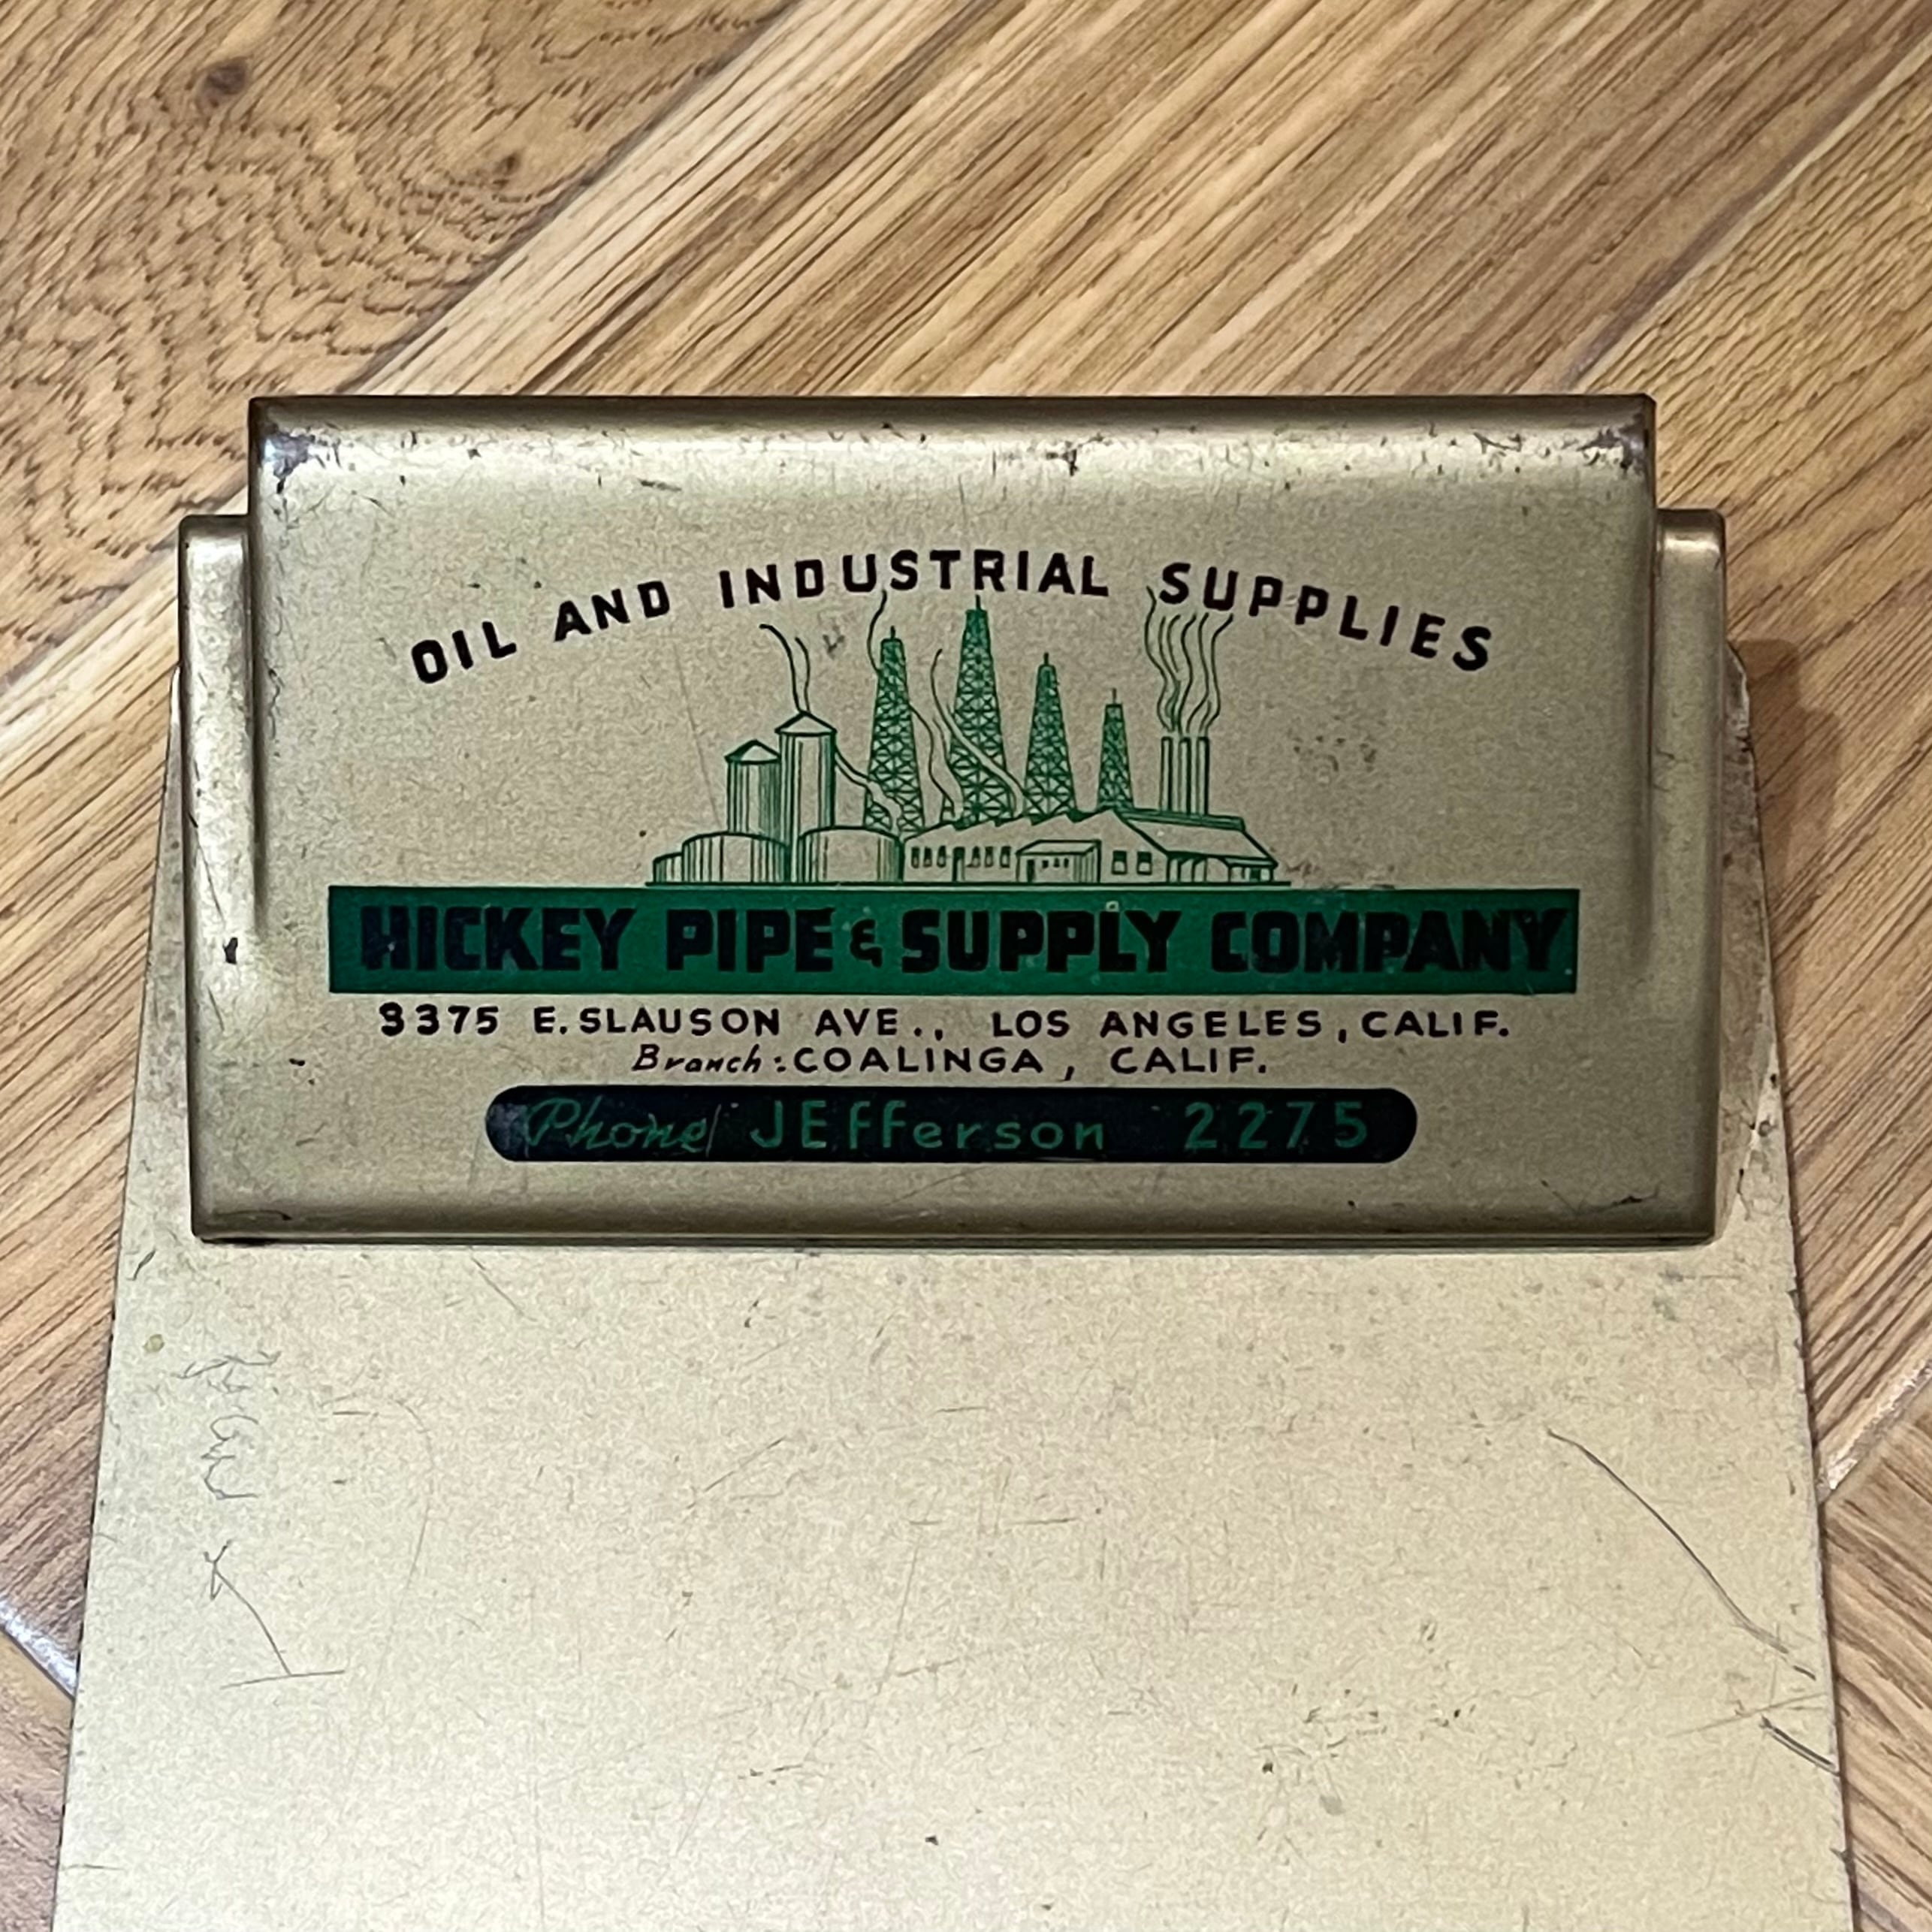 OIL AND INDUSTRIAL SUPPLIES
HICKEY PIPE & SUPPLY COMPANY
3375 E. SLAUSON AVE., LOS ANGELES, CALIF.
Branch: COALINGA, CALIF.
Phone JEfferson 2275